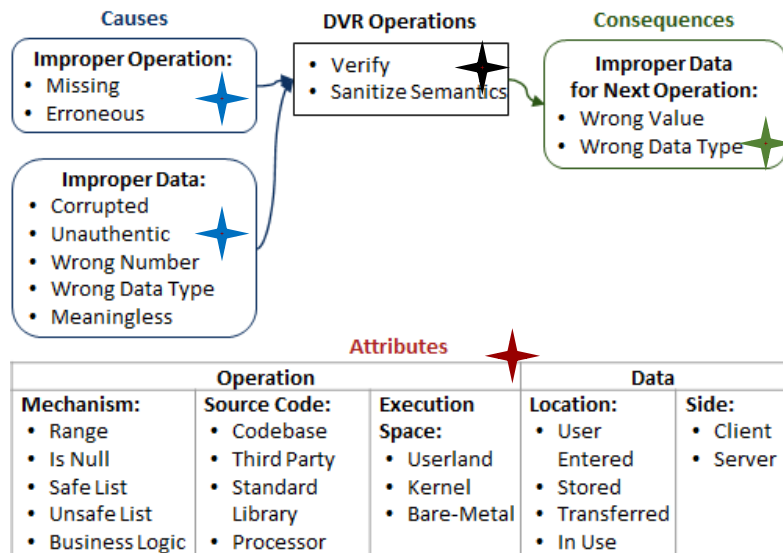 Causes
DVR Operations
Consequences
Improper Operation:
• Missing
• Erroneous
• Verify
• Sanitize Semantics
Improper Data
for Next Operation:
• Wrong Value
• Wrong Data Type
Improper Data:
• Corrupted
• Unauthentic
• Wrong Number
• Wrong Data Type
• Meaningless
Attributes
Operation
Data
Mechanism:
• Range
• Is Null
• Safe List
• Unsafe List
• Business Logic
Source Code:
• Codebase
• Third Party
• Standard
Library
• Processor
Execution
Space:
• Userland
• Kernel
• Bare-Metal
Location:
• User
Entered
• Stored
• Transferred
• In Use
Side:
• Client
• Server